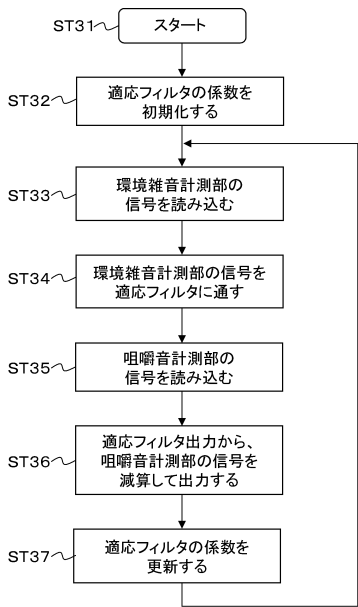 ST31
スタート
ST32
適応フィルタの係数を
初期化する
ST33
環境雑音計測部の
信号を読み込む
ST34
環境雑音計測部の信号を
適応フィルタに通す
ST35
咀嚼音計測部の
信号を読み込む
ST36
適応フィルタ出力から、
咀嚼音計測部の信号を
減算して出力する
ST37
適応フィルタの係数を
更新する